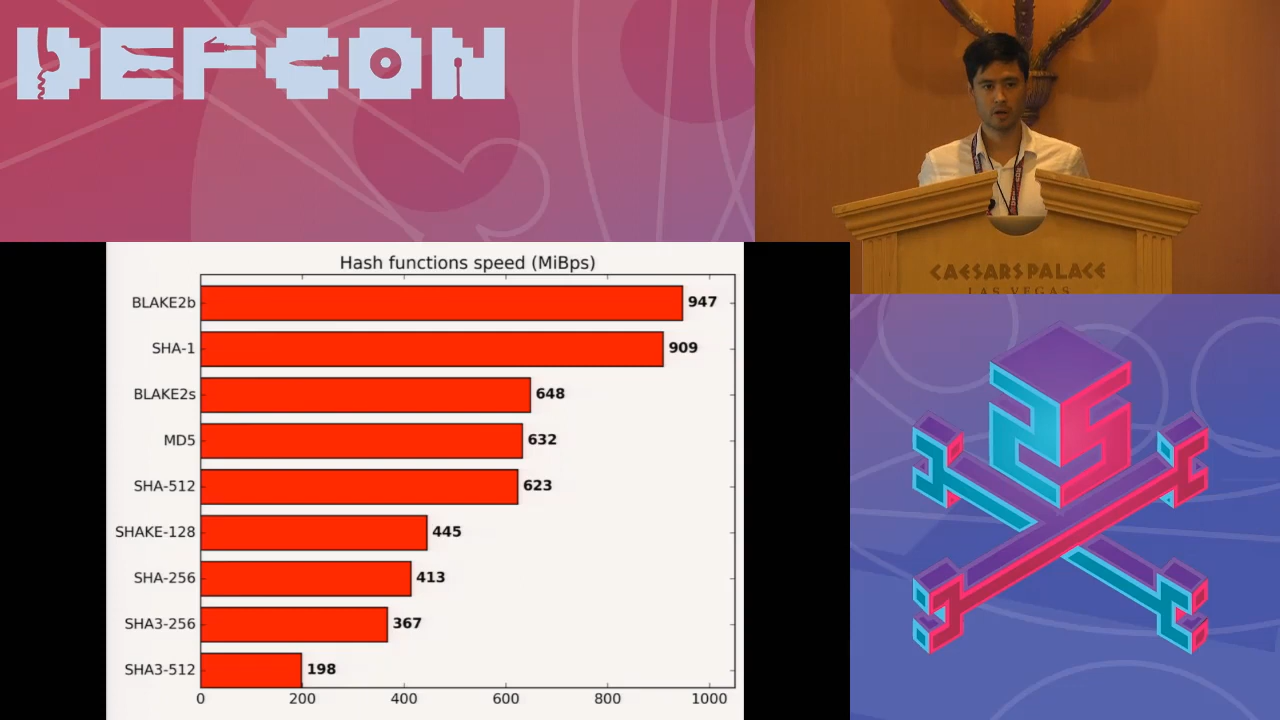 DEFCON
CAESARS PALACE
LAS VEGAS
Hash functions speed (MiBps)
BLAKE2b 947
SHA-1 909
BLAKE2s 648
MD5 632
SHA-512 623
SHAKE-128 445
SHA-256 413
SHA3-256 367
SHA3-512 198
0 200 400 600 800 1000
25